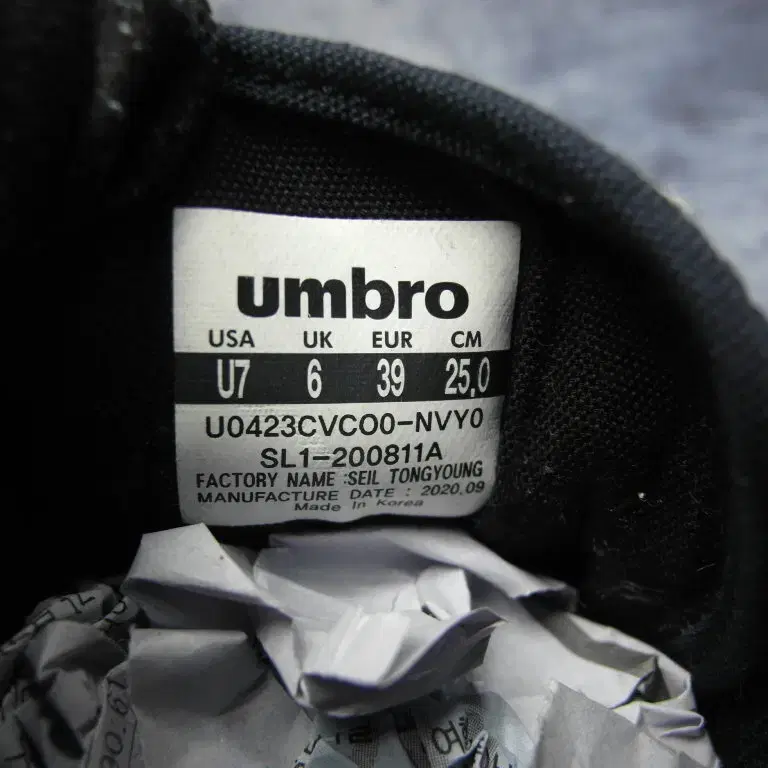 umbro
USA UK EUR CM
U7 6 39 25.0
U0423CVCO0-NVY0
SL1-200811A
FACTORY NAME :SEIL TONGYOUNG
MANUFACTURE DATE : 2020.09
Made In Korea